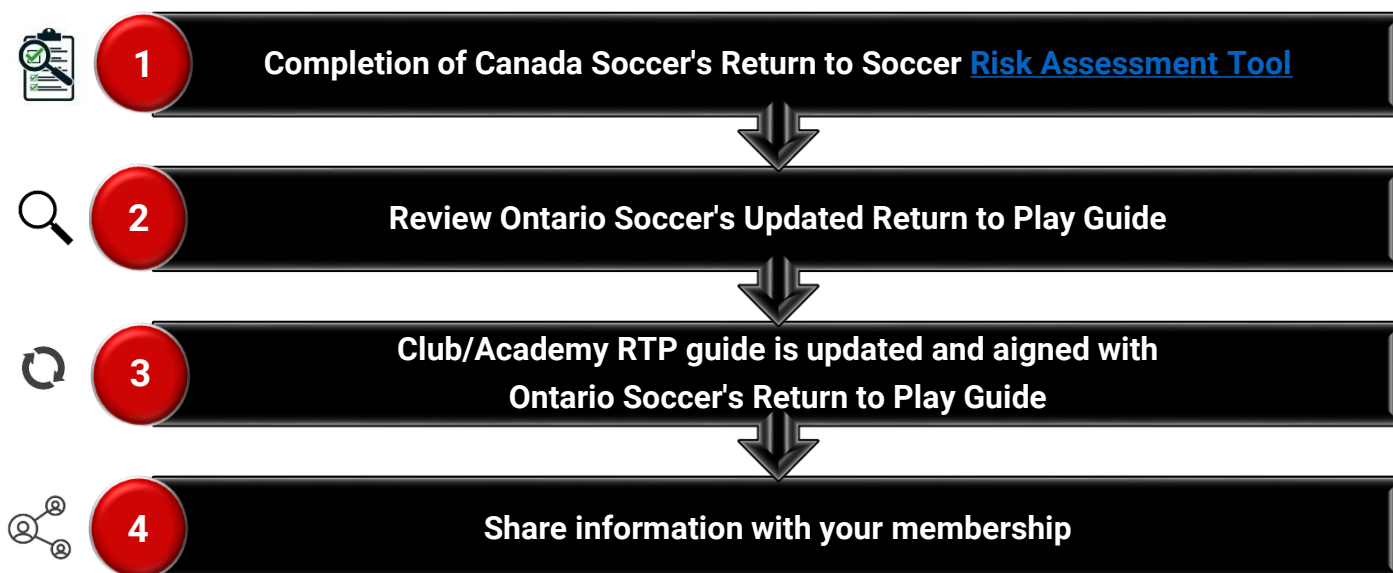 1
Completion of Canada Soccer's Return to Soccer Risk Assessment Tool
2
Review Ontario Soccer's Updated Return to Play Guide
3
Club/Academy RTP guide is updated and aigned with
Ontario Soccer's Return to Play Guide
4
Share information with your membership